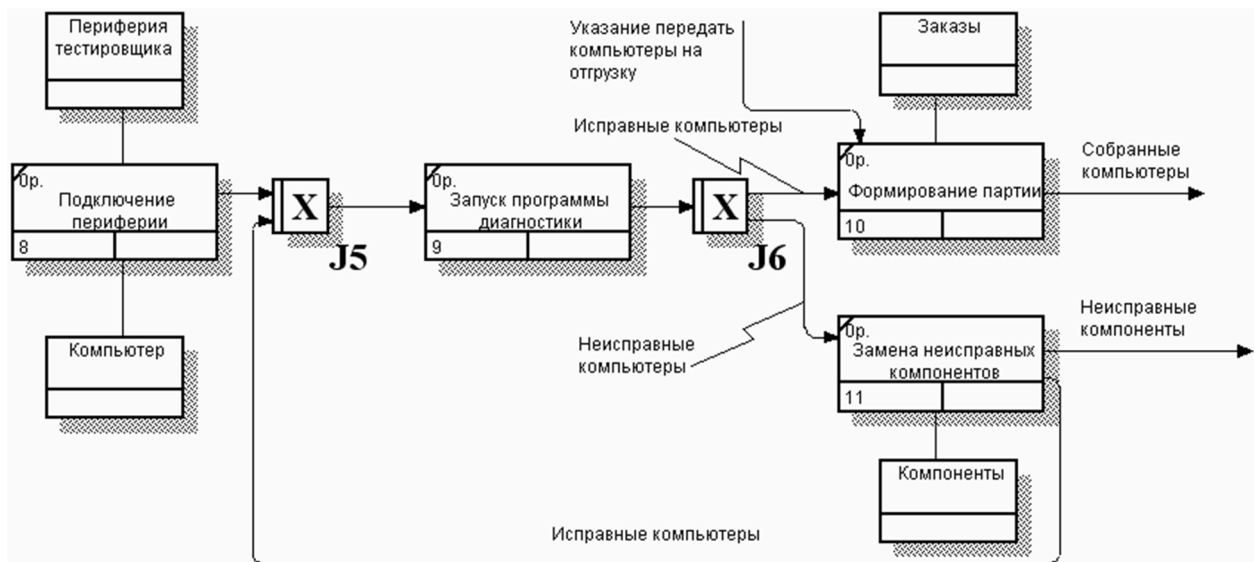 Периферия
тестировщика
Указание передать
компьютеры на
отгрузку
Заказы
Исправные компьютеры
0р.
Подключение
периферии
8
X
J5
0р.
Запуск программы
диагностики
9
X
J6
0р.
Формирование партии
10
Собранные
компьютеры
Компьютер
Неисправные
компьютеры
0р.
Замена неисправных
компонентов
11
Неисправные
компоненты
Компоненты
Исправные компьютеры